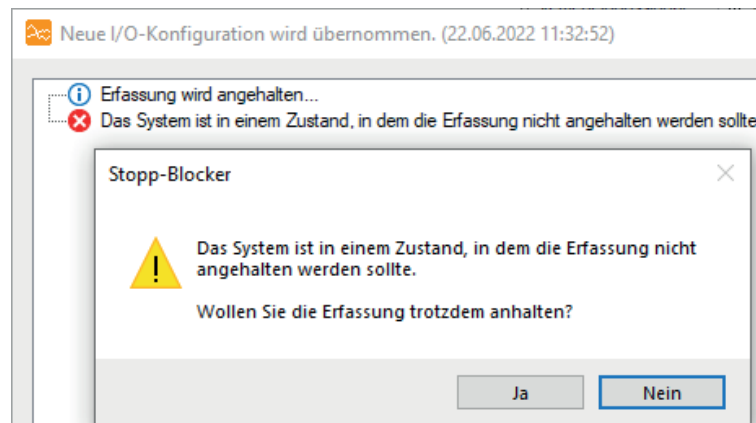 Neue I/O-Konfiguration wird übernommen. (22.06.2022 11:32:52)
Erfassung wird angehalten...
Das System ist in einem Zustand, in dem die Erfassung nicht angehalten werden sollte
Stopp-Blocker
Das System ist in einem Zustand, in dem die Erfassung nicht
angehalten werden sollte.
Wollen Sie die Erfassung trotzdem anhalten?
Ja
Nein